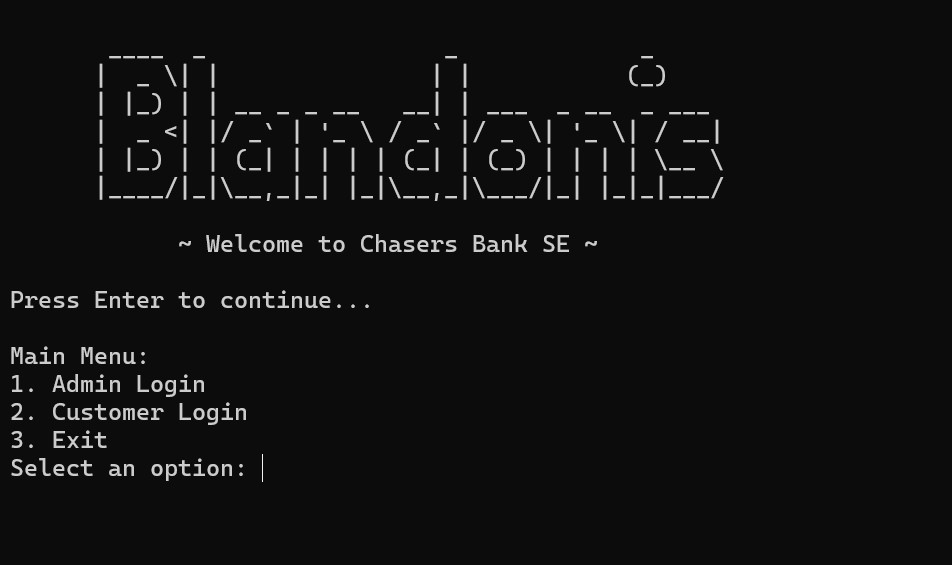 Blandonis
~ Welcome to Chasers Bank SE ~
Press Enter to continue...
Main Menu:
1. Admin Login
2. Customer Login
3. Exit
Select an option: